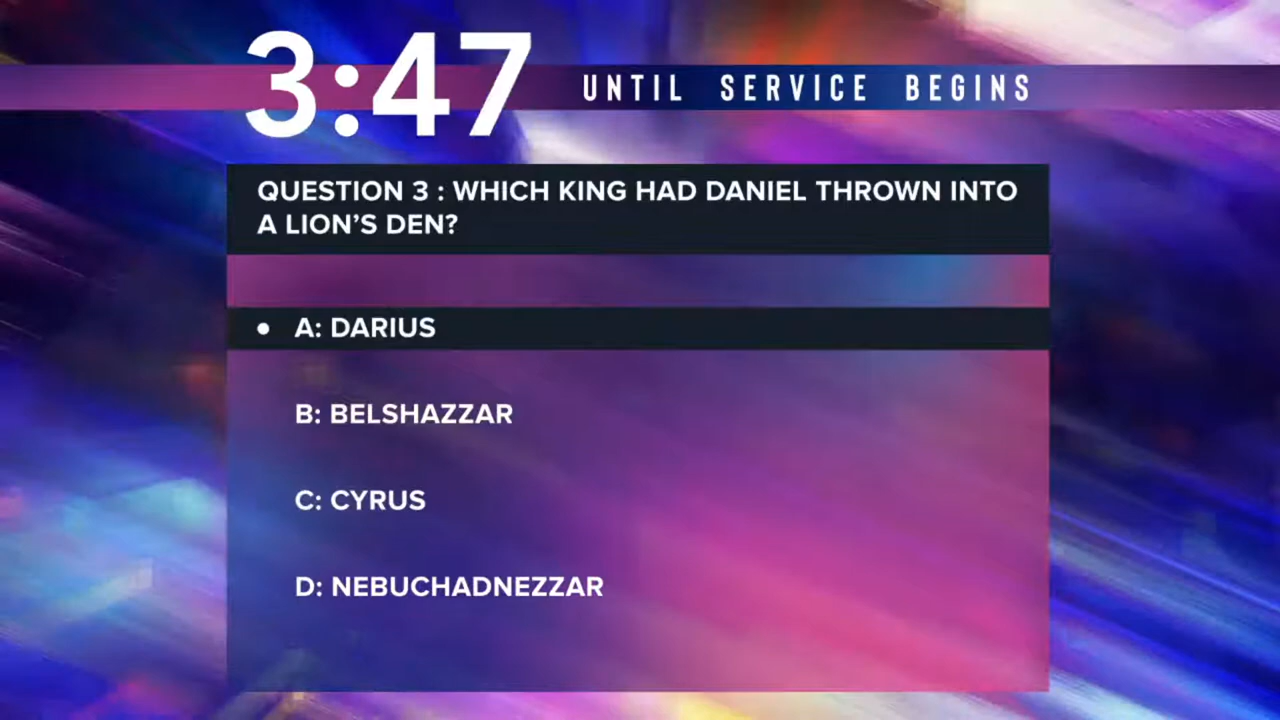 3:47 UNTIL SERVICE BEGINS
QUESTION 3 : WHICH KING HAD DANIEL THROWN INTO
A LION’S DEN?
• A: DARIUS
B: BELSHAZZAR
C: CYRUS
D: NEBUCHADNEZZAR